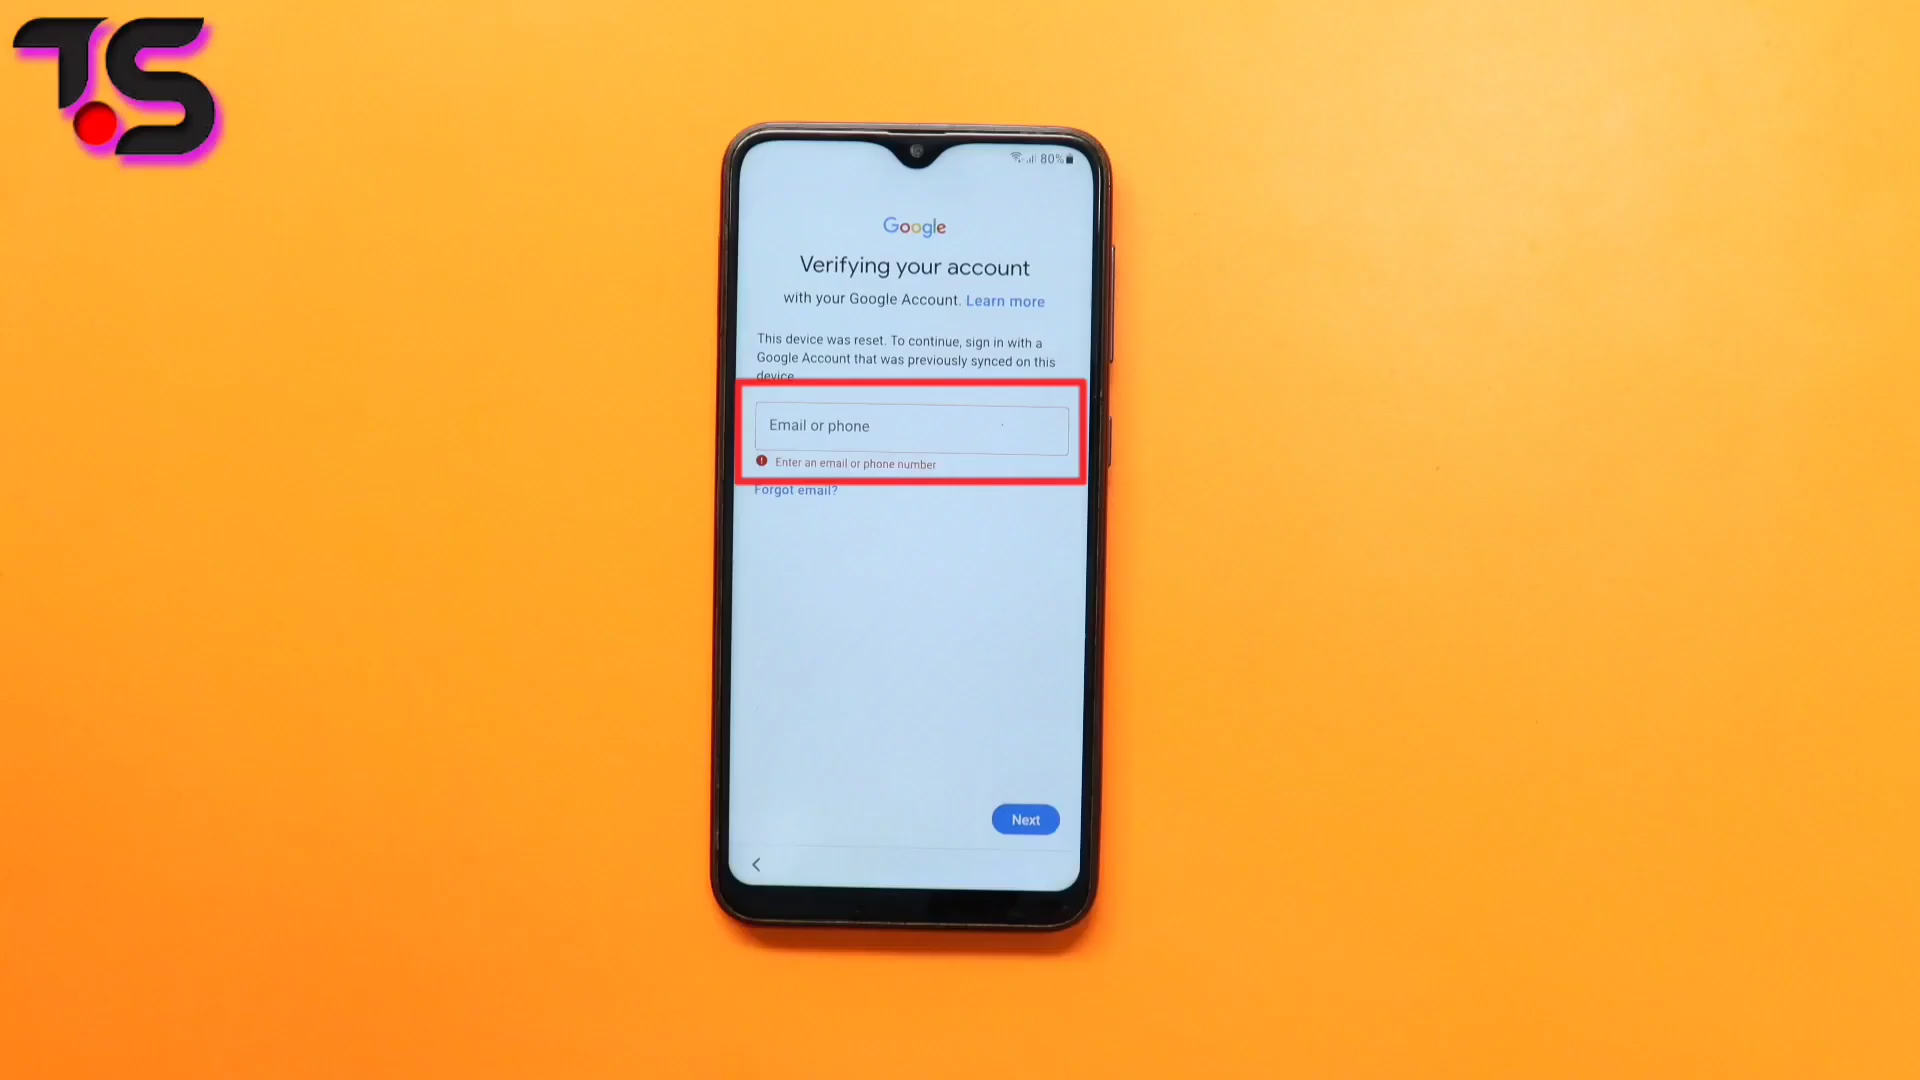 TS
80%
Google
Verifying your account
with your Google Account. Learn more
This device was reset. To continue, sign in with a
Google Account that was previously synced on this
device.
Email or phone
Enter an email or phone number
Forgot email?
Next